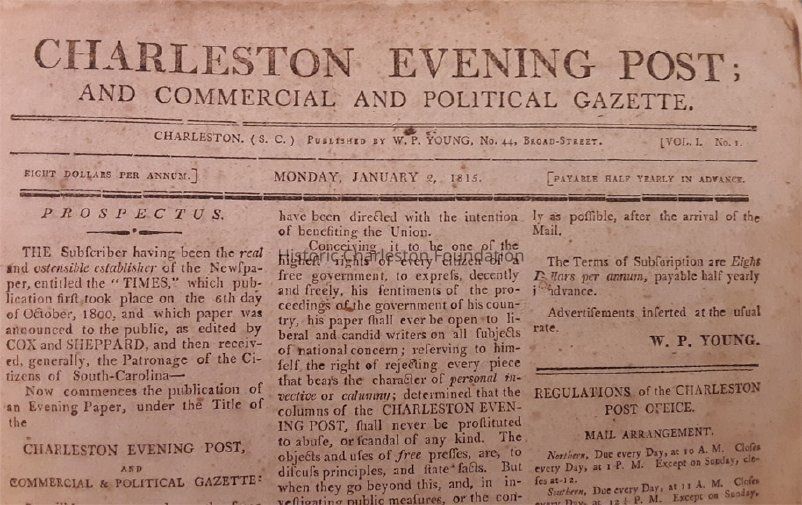 CHARLESTON EVENING POST;
AND COMMERCIAL AND POLITICAL GAZETTE.
CHARLESTON. (S. C.) PUBLISHED BY W. P. YOUNG, No. 44, BROAD-STREET. [VOL. I. No. 1.
EIGHT DOLLARS PER ANNUM.] MONDAY, JANUARY 2, 1815. [PAYABLE HALF YEARLY IN ADVANCE.
PROSPECTUS.
THE Subſcriber having been the real
and oſtenſible eſtabliſher of the Newſpa-
per, entitled the "TIMES," which pub-
lication firſt took place on the 6th day
of October, 1800, and which paper was
announced to the public, as edited by
COX and SHEPPARD, and then receiv-
ed, generally, the Patronage of the Ci-
tizens of South-Carolina—
Now commences the publication of
an Evening Paper, under the Title of
the
CHARLESTON EVENING POST,
AND
COMMERCIAL & POLITICAL GAZETTE:
have been directed with the intention
of benefiting the Union.
Conceiving it to be one of the
higheſt rights of every citizen of a
free government, to expreſs, decently
and freely, his ſentiments of the pro-
ceedings of the government of his coun-
try, his paper ſhall ever be open to li-
beral and candid writers on all ſubjects
of national concern; reſerving to him-
ſelf the right of rejecting every piece
that bears the character of perſonal in-
vective or calumny; determined that the
columns of the CHARLESTON EVEN-
ING POST, ſhall never be proſtituted
to abuſe, or ſcandal of any kind. The
objects and uſes of free preſſes, are, to
diſcuſs principles, and ſtate facts. But
when they go beyond this, and, in in-
veſtigating public meaſures, or the con-
ly as poſſible, after the arrival of the
Mail.
The Terms of Subſcription are Eight
Dollars per annum, payable half yearly
advance.
Advertiſements inſerted at the uſual
rate.
W. P. YOUNG.
REGULATIONS of the CHARLESTON
POST OFFICE.
MAIL ARRANGEMENT.
Northern, Due every Day, at 10 A. M. Cloſes
every Day, at 1 P. M. Except on Sunday, clo-
ſes at 12.
Southern, Due every Day, at 11 A. M. Cloſes
every Day, at 12½ P. M. Except on Sunday,
Historic Charleston Foundation